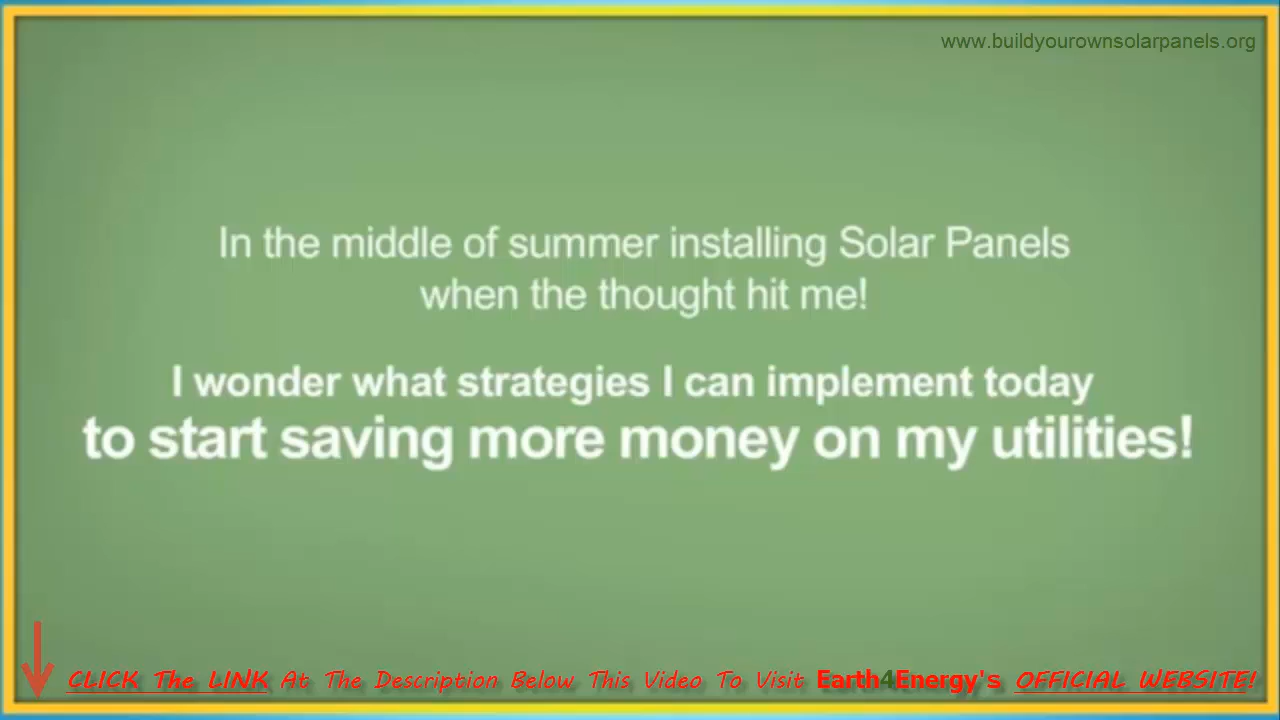 www.buildyourownsolarpanels.org
In the middle of summer installing Solar Panels
when the thought hit me!
I wonder what strategies I can implement today
to start saving more money on my utilities!
CLICK The LINK At The Description Below This Video To Visit Earth4Energy's OFFICIAL WEBSITE!